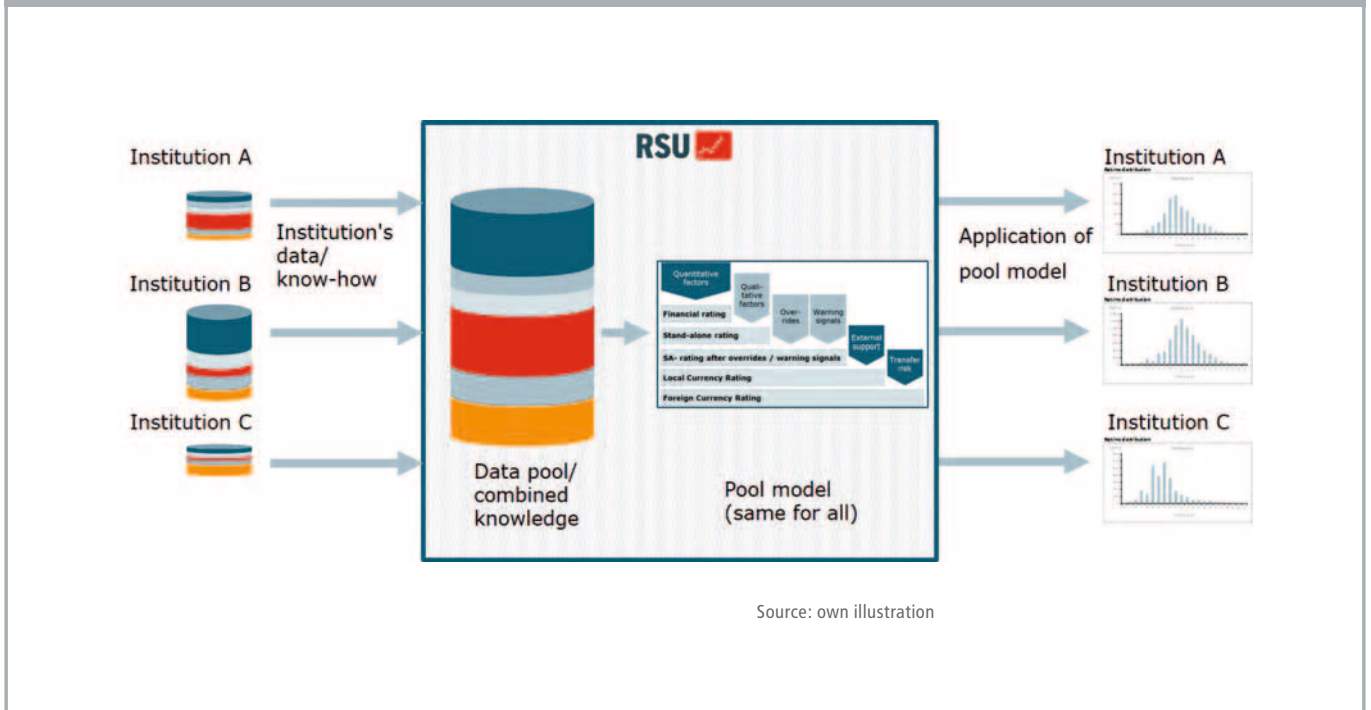 RSU
Institution A
Institution B
Institution C
Institution's
data/
know-how
Data pool/
combined
knowledge
Quantitative
factors
Quali-
tative
factors
Over-
rides
Warning
signals
External
support
Transfer
risk
Financial rating
Stand-alone rating
SA- rating after overrides / warning signals
Local Currency Rating
Foreign Currency Rating
Pool model
(same for all)
Application of
pool model
Institution A
Institution B
Institution C
Source: own illustration